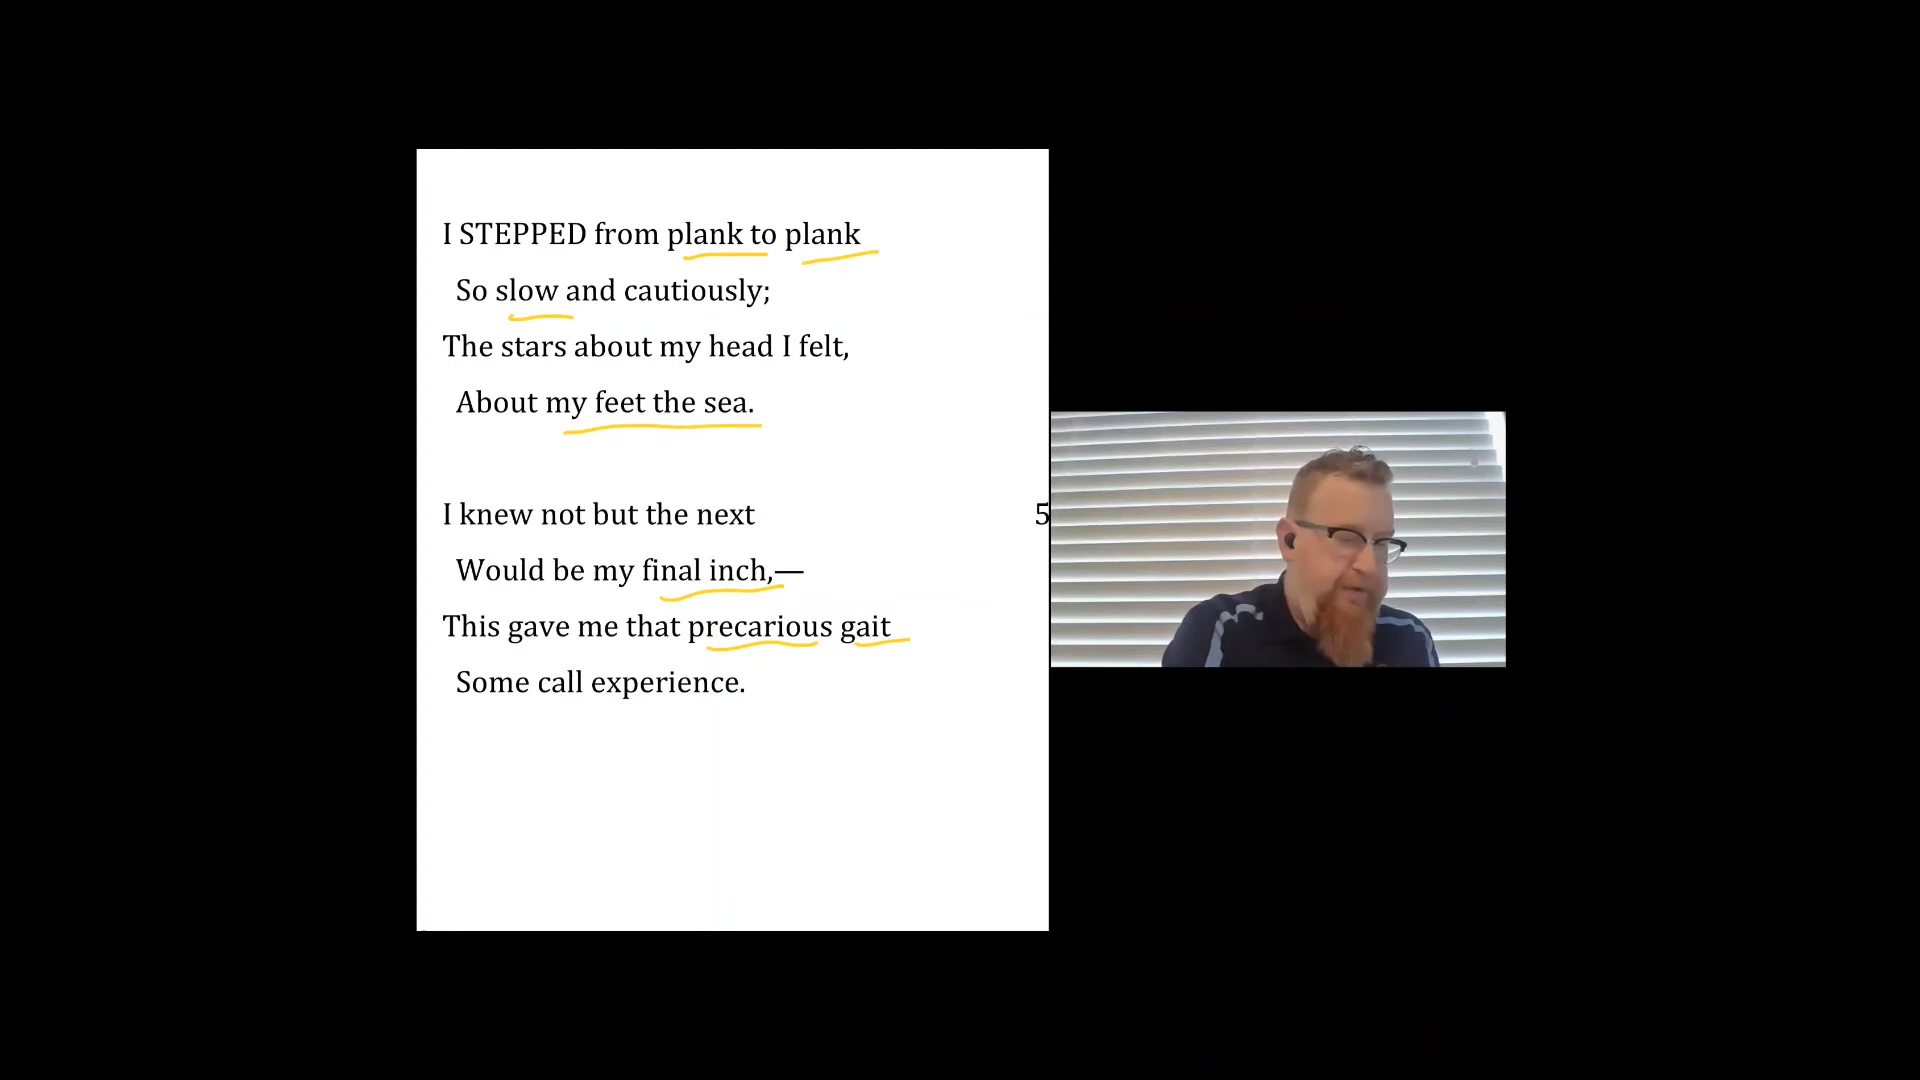 I STEPPED from plank to plank
So slow and cautiously;
The stars about my head I felt,
About my feet the sea.
I knew not but the next 5
Would be my final inch,—
This gave me that precarious gait
Some call experience.